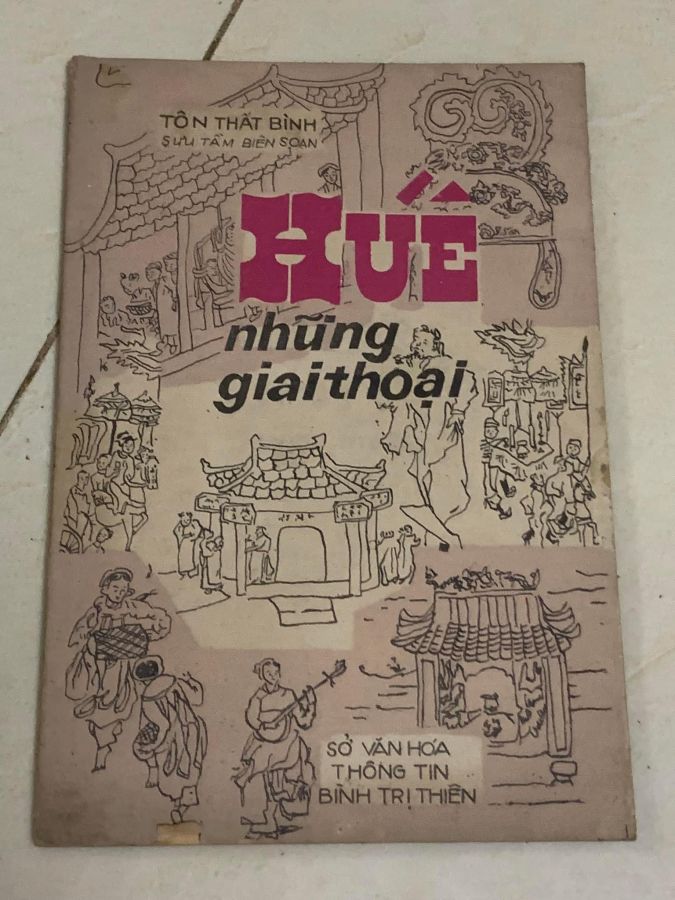 TÔN THẤT BÌNH
SƯU TẦM BIÊN SOẠN
HUẾ
những
giai thoại
SỞ VĂN HÓA
THÔNG TIN
BÌNH TRỊ THIÊN